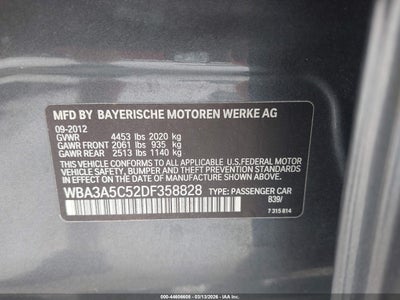 MFD BY BAYERISCHE MOTOREN WERKE AG
09-2012
GVWR 4453 lbs 2020 kg
GAWR FRONT 2061 lbs 935 kg
GAWR REAR 2513 lbs 1140 kg
THIS VEHICLE CONFORMS TO ALL APPLICABLE
U.S.FEDERAL MOTOR
VEHICLE SAFETY, BUMPER, AND THEFT
PREVENTION STANDARDS IN EFFECT ON THE
DATE OF MANUFACTURE SHOWN ABOVE.
WBA3A5C52DF358828 TYPE: PASSENGER CAR
B39/
7 315 814
000-44606609 - 03/13/2026 - IAA